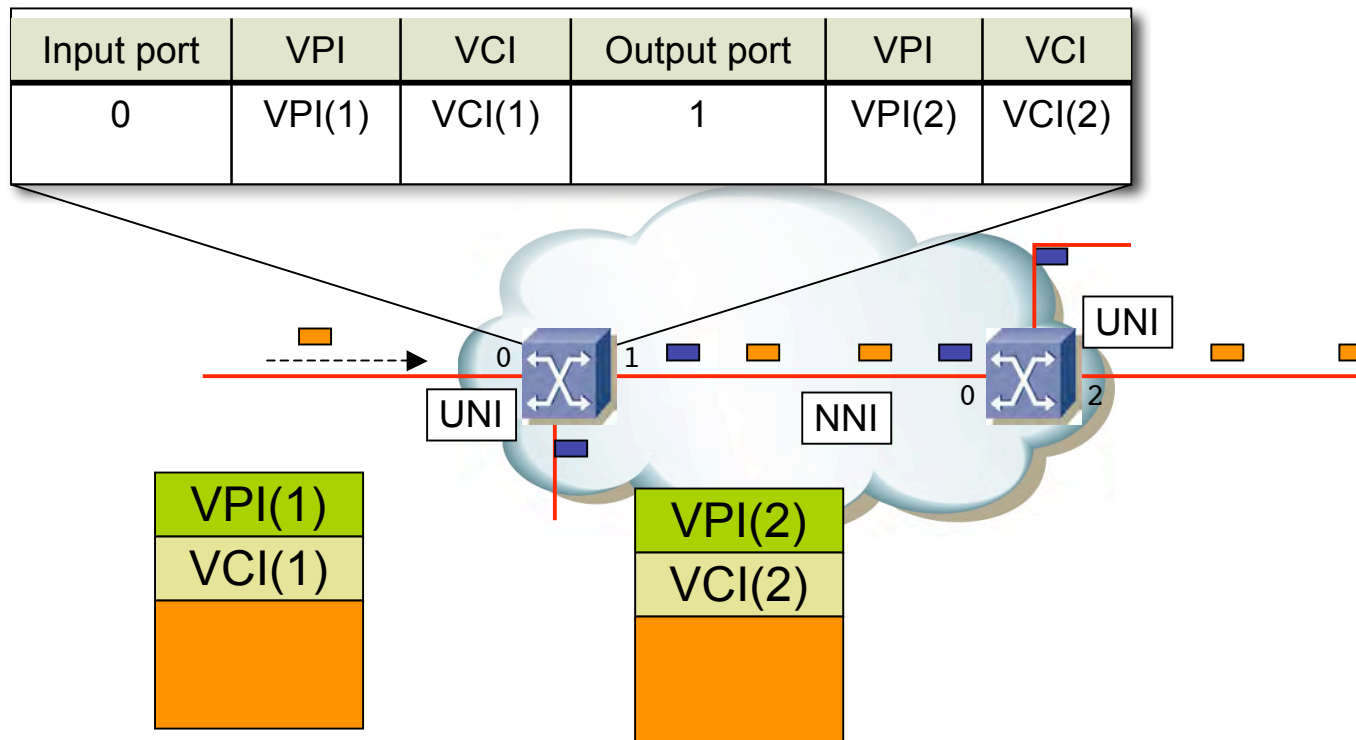 Input port VPI VCI Output port VPI VCI
0 VPI(1) VCI(1) 1 VPI(2) VCI(2)
UNI
0 1
UNI
NNI
0 2
VPI(1)
VCI(1)
VPI(2)
VCI(2)